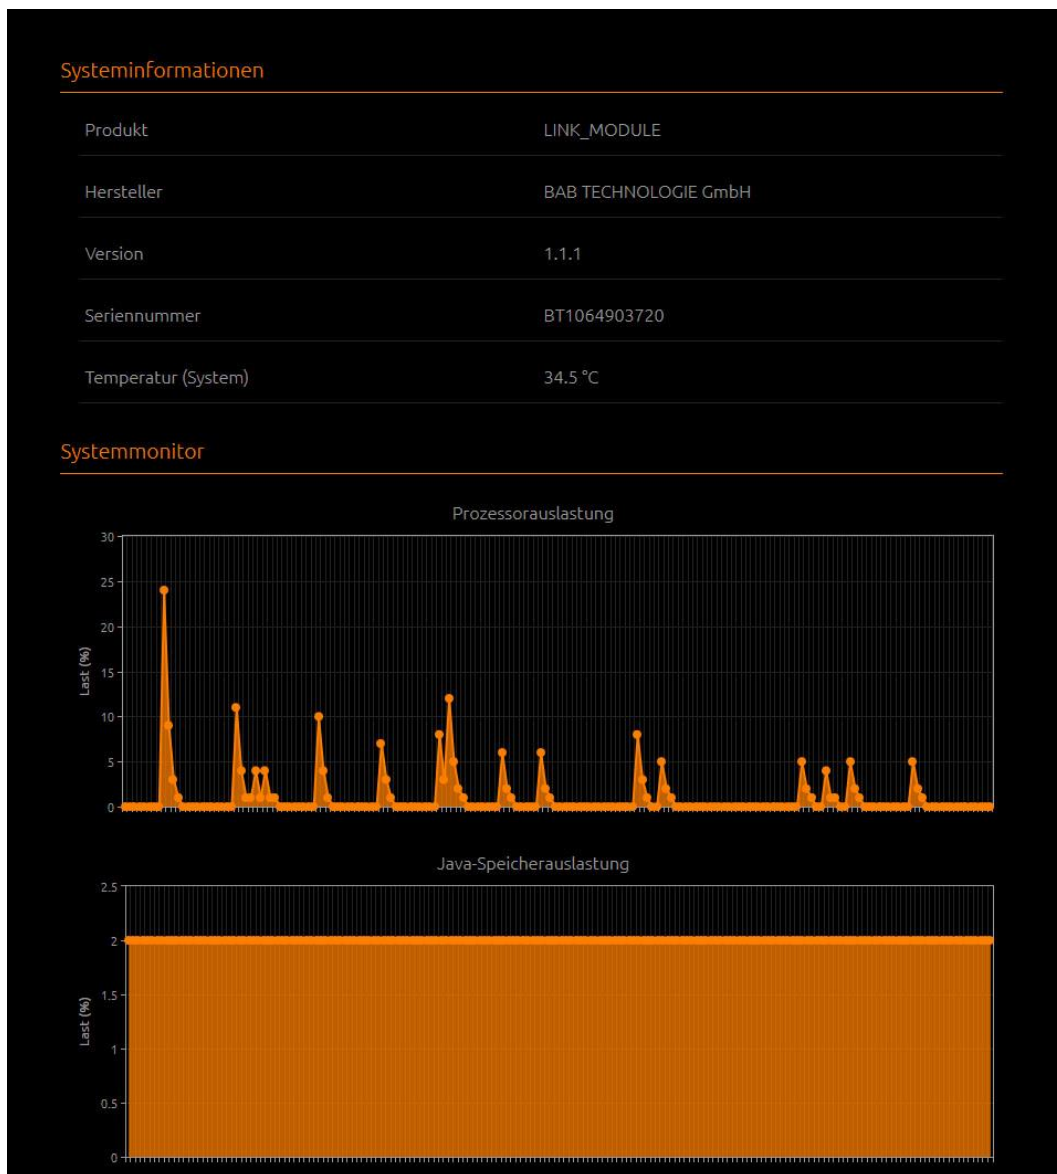 Systeminformationen
Produkt LINK_MODULE
Hersteller BAB TECHNOLOGIE GmbH
Version 1.1.1
Seriennummer BT1064903720
Temperatur (System) 34.5 °C
Systemmonitor
Prozessorauslastung
30
25
20
15
10
5
0
Last (%)
Java-Speicherauslastung
2.5
2
1.5
1
0.5
0
Last (%)